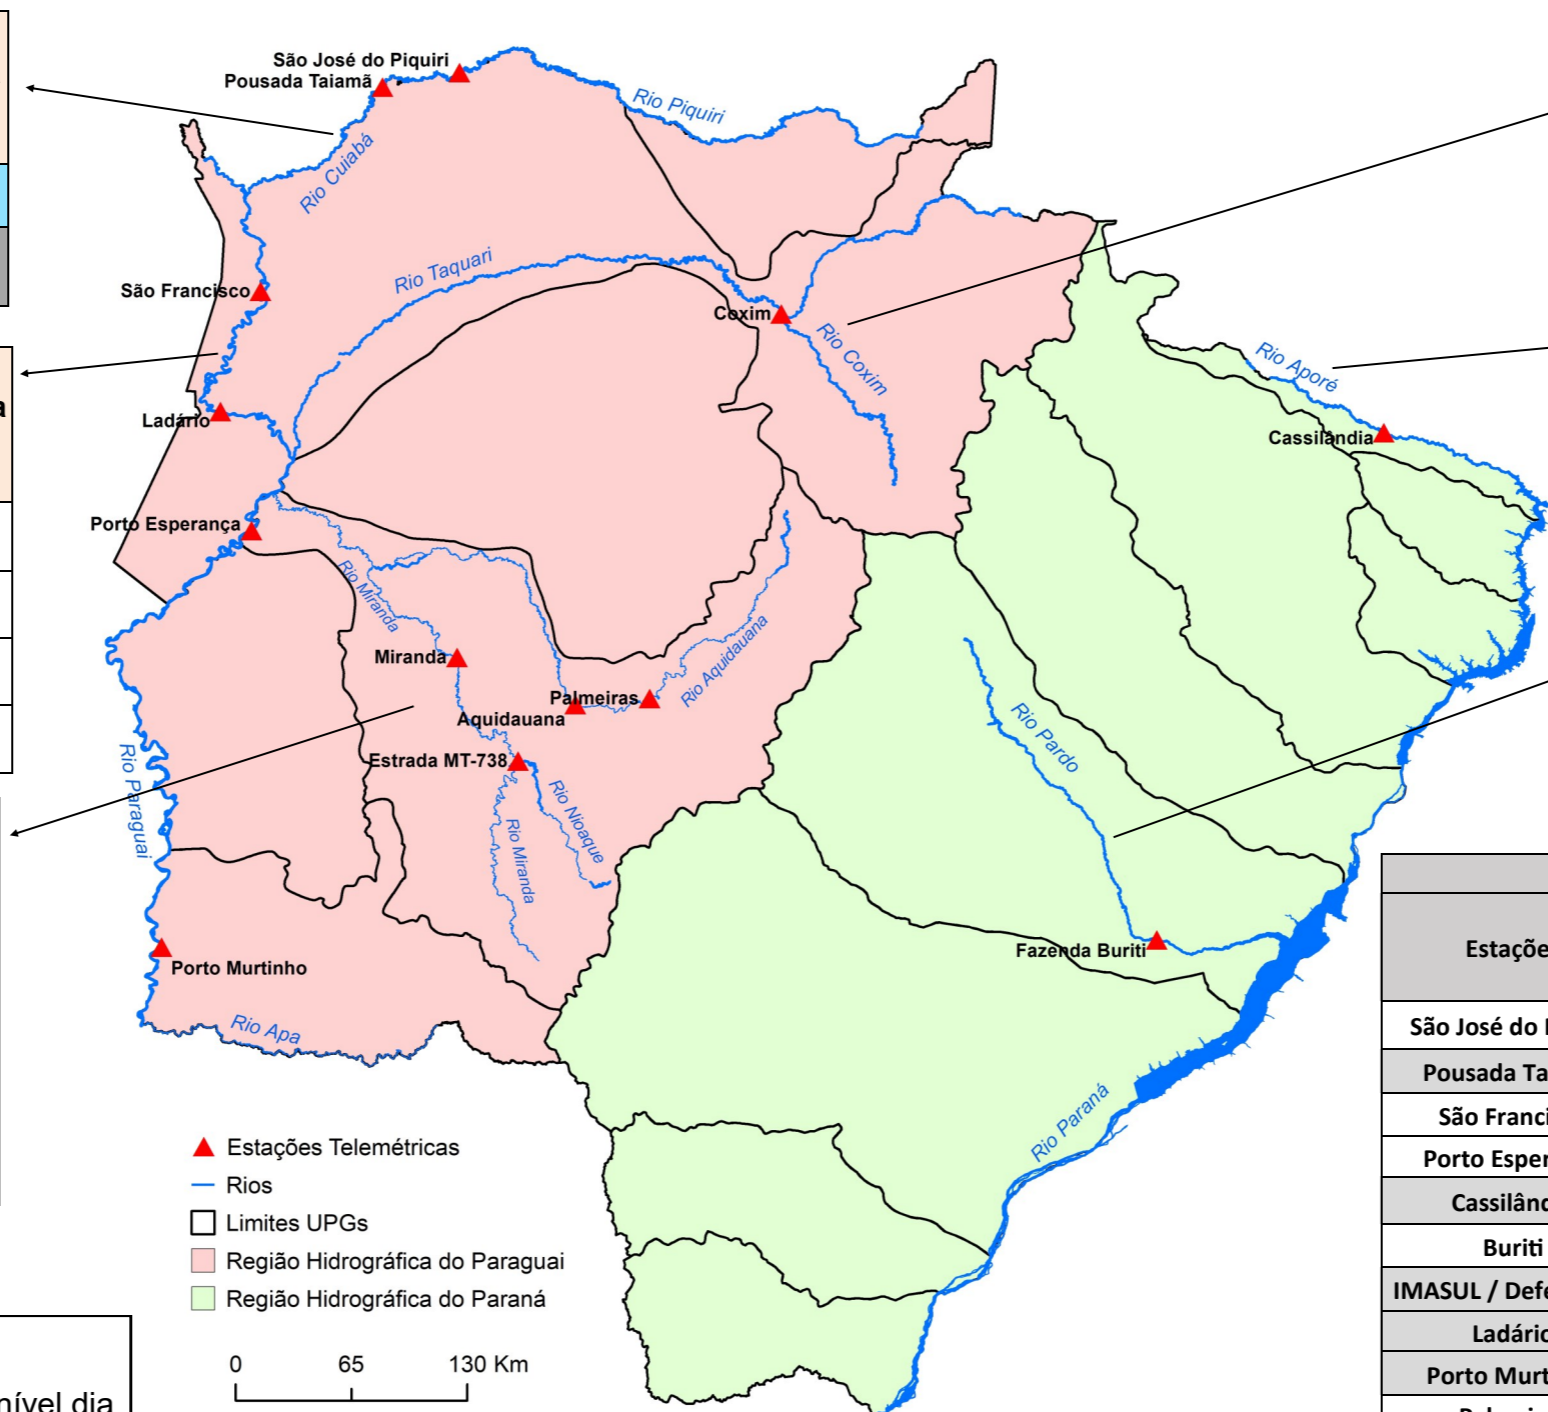 São José do Piquiri
Pousada Taiamã
Rio Piquiri
Rio Cuiabá
São Francisco
Rio Taquari
Coxim
Rio Coxim
Rio Aporé
a
Ladário
Cassilândia
Porto Esperança
Rio Miranda
Miranda
Rio Aquidauana
Palmeiras
Aquidauana
Rio Pardo
Estrada MT-738
Rio Paraguai
Rio Nioaque
Rio Miranda
Fazenda Buriti
Porto Murtinho
Rio Apa
Rio Paraná
Estações Telemétricas
Rios
Limites UPGs
Região Hidrográfica do Paraguai
Região Hidrográfica do Paraná
0 65 130 Km
nível dia
Estaçõe
São José do
Pousada Ta
São Franci
Porto Esper
Cassilând
Buriti
IMASUL / Defe
Ladário
Porto Murt